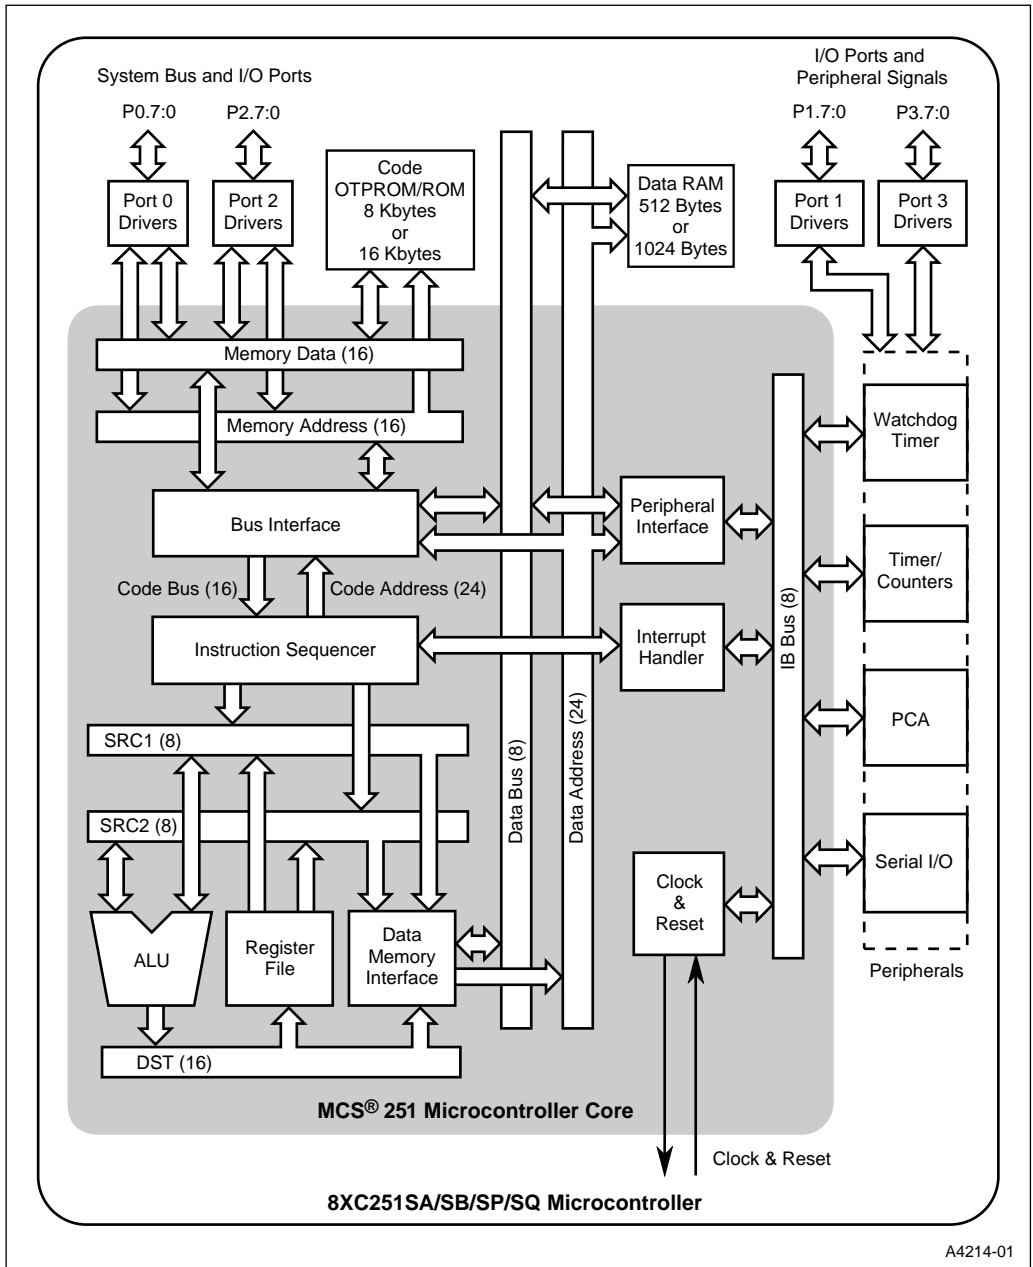 System Bus and I/O Ports
I/O Ports and
Peripheral Signals
P0.7:0
P2.7:0
P1.7:0
P3.7:0
Port 0
Drivers
Port 2
Drivers
Code
OTPROM/ROM
8 Kbytes
or
16 Kbytes
Data RAM
512 Bytes
or
1024 Bytes
Port 1
Drivers
Port 3
Drivers
Memory Data (16)
Memory Address (16)
Bus Interface
Code Bus (16)
Code Address (24)
Instruction Sequencer
SRC1 (8)
SRC2 (8)
ALU
Register
File
Data
Memory
Interface
DST (16)
Data Bus (8)
Data Address (24)
Peripheral
Interface
Interrupt
Handler
Clock
&
Reset
IB Bus (8)
Watchdog
Timer
Timer/
Counters
PCA
Serial I/O
Peripherals
MCS® 251 Microcontroller Core
Clock & Reset
8XC251SA/SB/SP/SQ Microcontroller
A4214-01